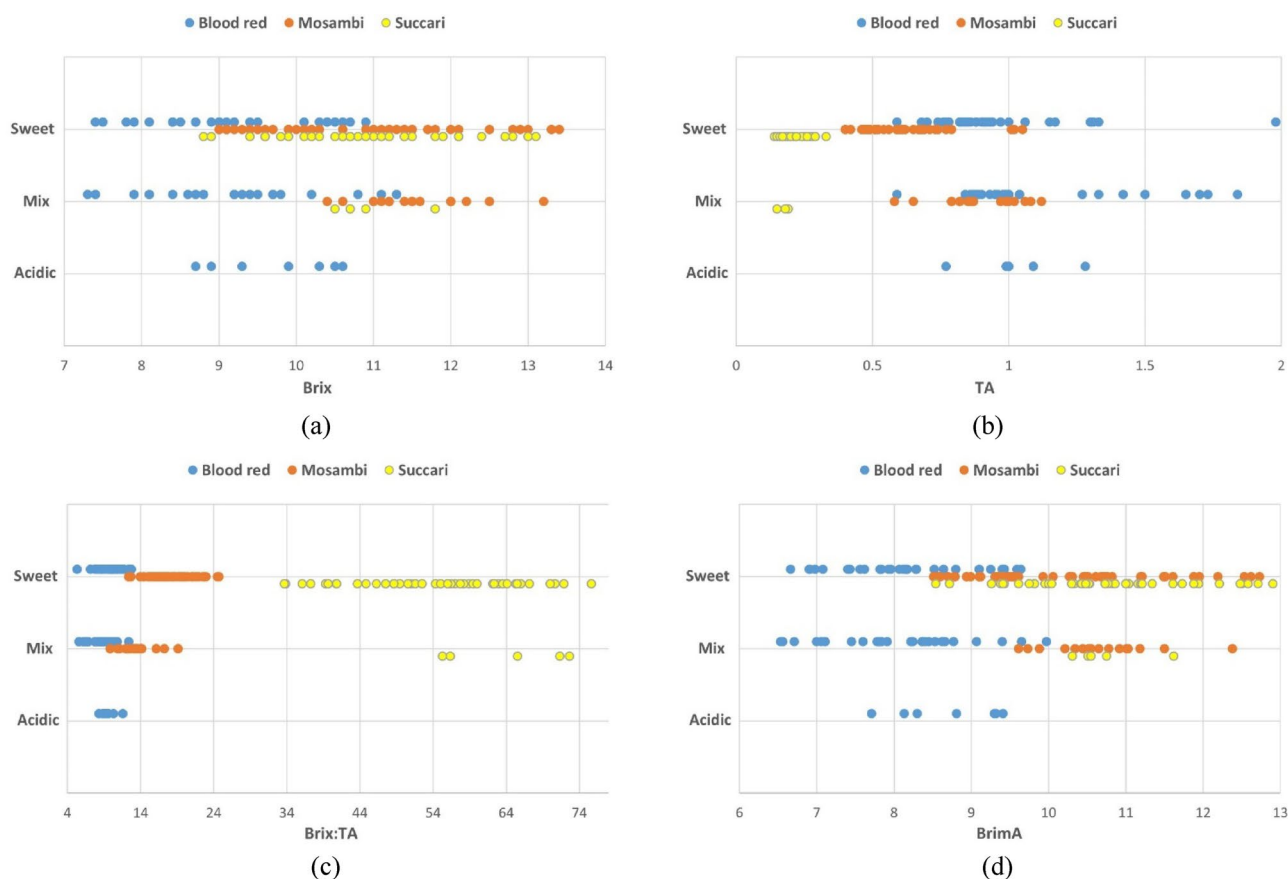 Blood red Mosambi Succari
Sweet
Mix
Acidic
7 8 9 10 11 12 13 14
Brix
(a)
Blood red Mosambi Succari
Sweet
Mix
Acidic
0 0.5 1 1.5 2
TA
(b)
Blood red Mosambi Succari
Sweet
Mix
Acidic
4 14 24 34 44 54 64 74
Brix:TA
(c)
Blood red Mosambi Succari
Sweet
Mix
Acidic
6 7 8 9 10 11 12 13
BrimA
(d)